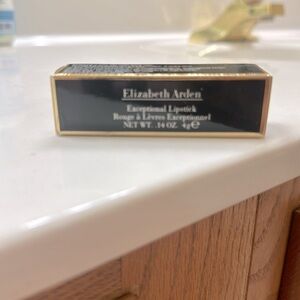 Elizabeth Arden
Exceptional Lipstick
Rouge à Lèvres Exceptionnel
NET WT. .14 OZ. 4g ℮